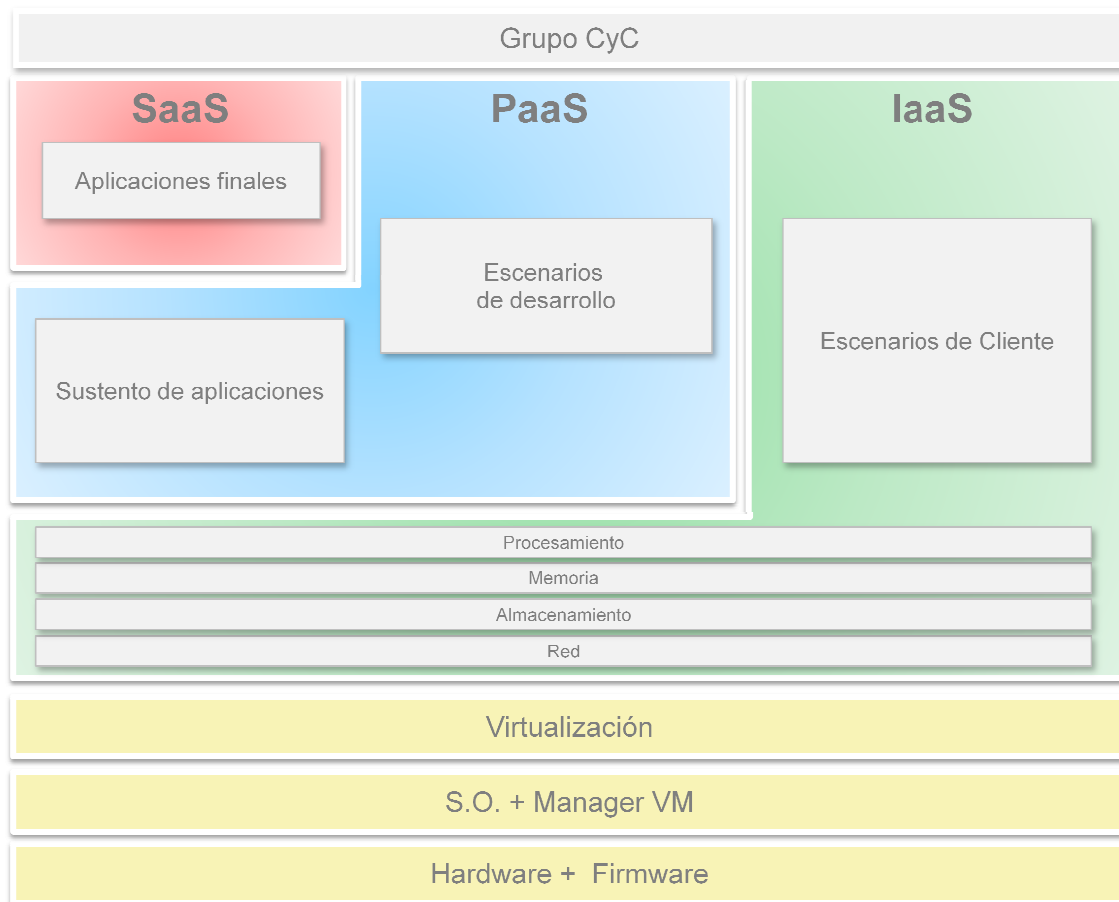 Grupo CyC
SaaS
PaaS
IaaS
Aplicaciones finales
Escenarios
de desarrollo
Escenarios de Cliente
Sustento de aplicaciones
Procesamiento
Memoria
Almacenamiento
Red
Virtualización
S.O. + Manager VM
Hardware + Firmware